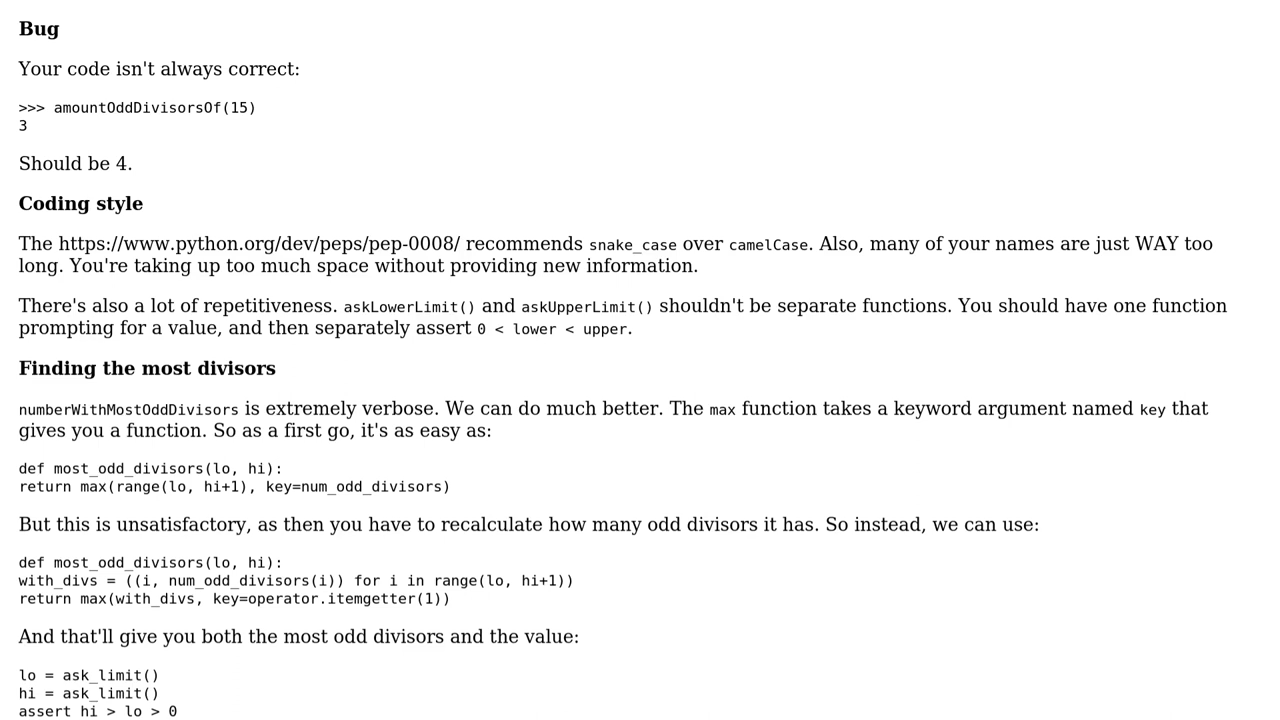 Bug
Your code isn't always correct:
>>> amountOddDivisorsOf(15)
3
Should be 4.
Coding style
The https://www.python.org/dev/peps/pep-0008/ recommends snake_case over camelCase. Also, many of your names are just WAY too
long. You're taking up too much space without providing new information.
There's also a lot of repetitiveness. askLowerLimit() and askUpperLimit() shouldn't be separate functions. You should have one function
prompting for a value, and then separately assert 0 < lower < upper.
Finding the most divisors
numberWithMostOddDivisors is extremely verbose. We can do much better. The max function takes a keyword argument named key that
gives you a function. So as a first go, it's as easy as:
def most_odd_divisors(lo, hi):
return max(range(lo, hi+1), key=num_odd_divisors)
But this is unsatisfactory, as then you have to recalculate how many odd divisors it has. So instead, we can use:
def most_odd_divisors(lo, hi):
with_divs = ((i, num_odd_divisors(i)) for i in range(lo, hi+1))
return max(with_divs, key=operator.itemgetter(1))
And that'll give you both the most odd divisors and the value:
lo = ask_limit()
hi = ask_limit()
assert hi > lo > 0